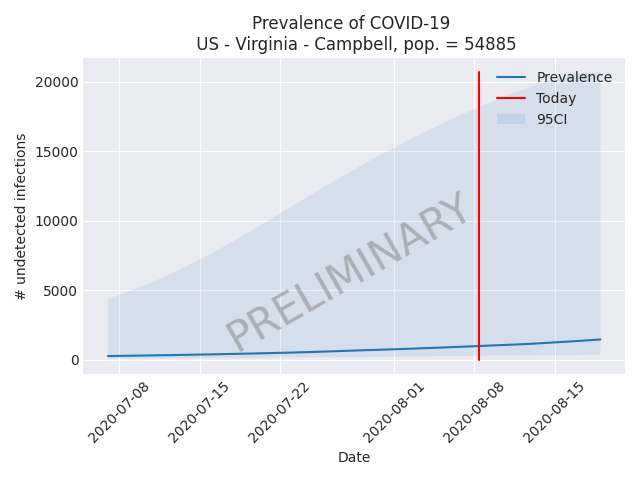 Prevalence of COVID-19
US - Virginia - Campbell, pop. = 54885
Prevalence
Today
95CI
PRELIMINARY
# undetected infections
20000
15000
10000
5000
0
2020-07-08
2020-07-15
2020-07-22
2020-08-01
2020-08-08
2020-08-15
Date